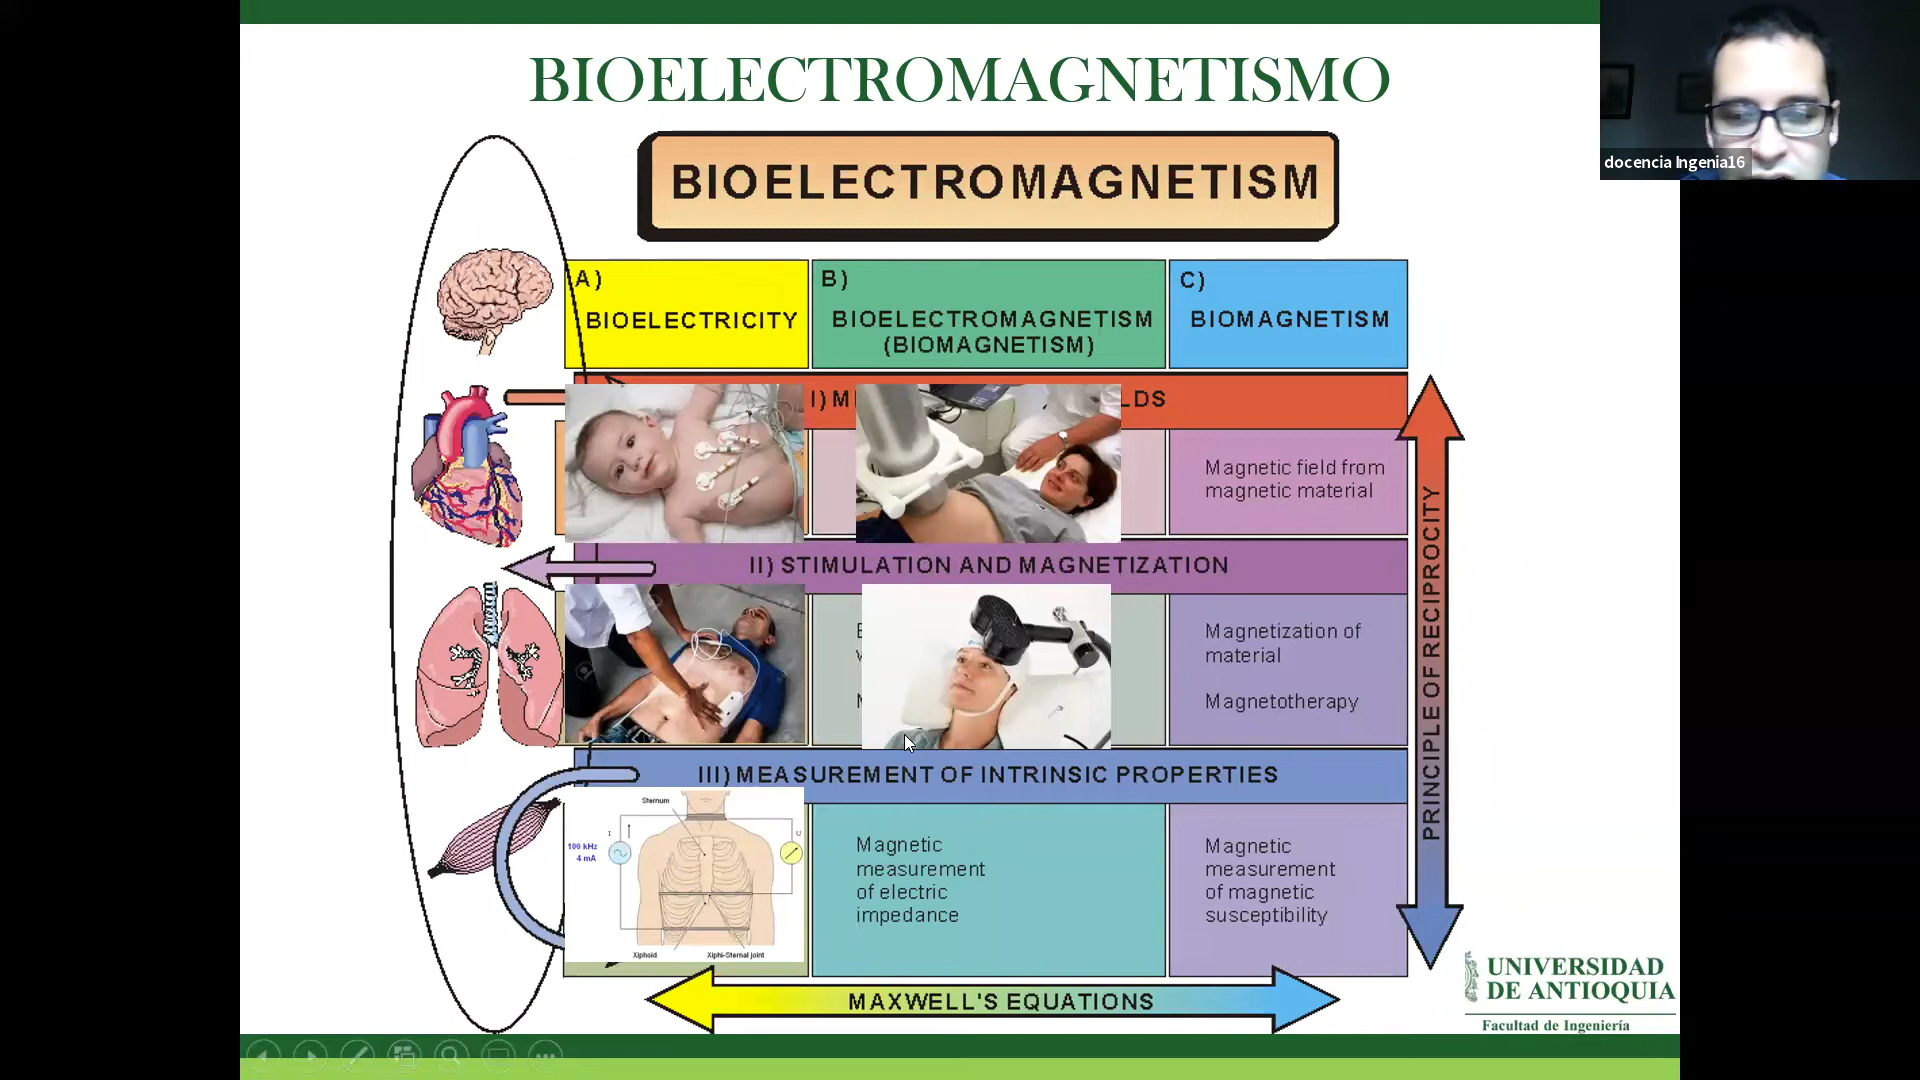 BIOELECTROMAGNETISMO
docencia Ingenia16
BIOELECTROMAGNETISM
A)
BIOELECTRICITY
B)
BIOELECTROMAGNETISM
(BIOMAGNETISM)
C)
BIOMAGNETISM
I) M
LDS
Magnetic field from
magnetic material
II) STIMULATION AND MAGNETIZATION
Magnetization of
material
Magnetotherapy
III) MEASUREMENT OF INTRINSIC PROPERTIES
Sternum
I
U
100 kHz
4 mA
Xiphoid
Xiphi-Sternal joint
Magnetic
measurement
of electric
impedance
Magnetic
measurement
of magnetic
susceptibility
PRINCIPLE OF RECIPROCITY
MAXWELL'S EQUATIONS
UNIVERSIDAD
DE ANTIOQUIA
Facultad de Ingeniería